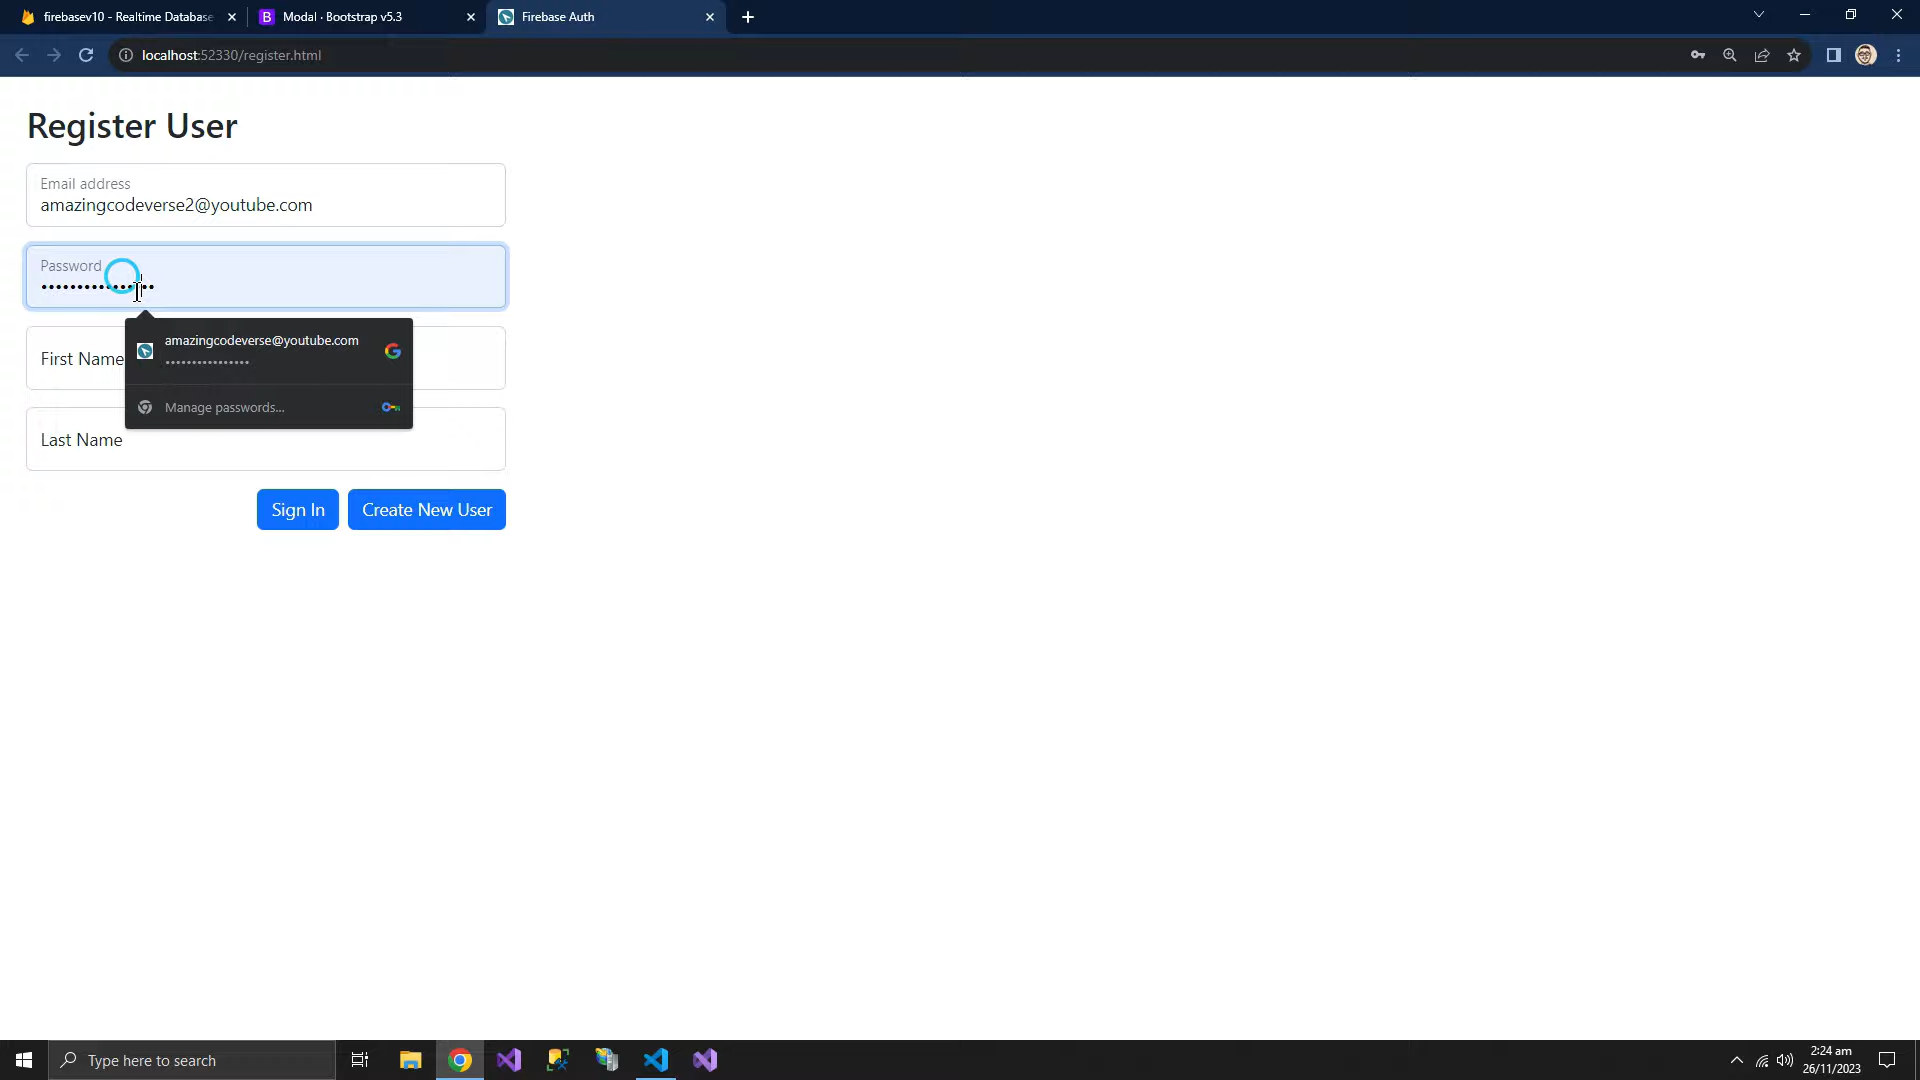 firebasev10 - Realtime Database
Modal · Bootstrap v5.3
Firebase Auth
localhost:52330/register.html
Register User
Email address
amazingcodeverse2@youtube.com
Password
••••••••••••••••
amazingcodeverse@youtube.com
••••••••••••••••
First Name
Manage passwords...
Last Name
Sign In
Create New User
Type here to search
2:24 am
26/11/2023